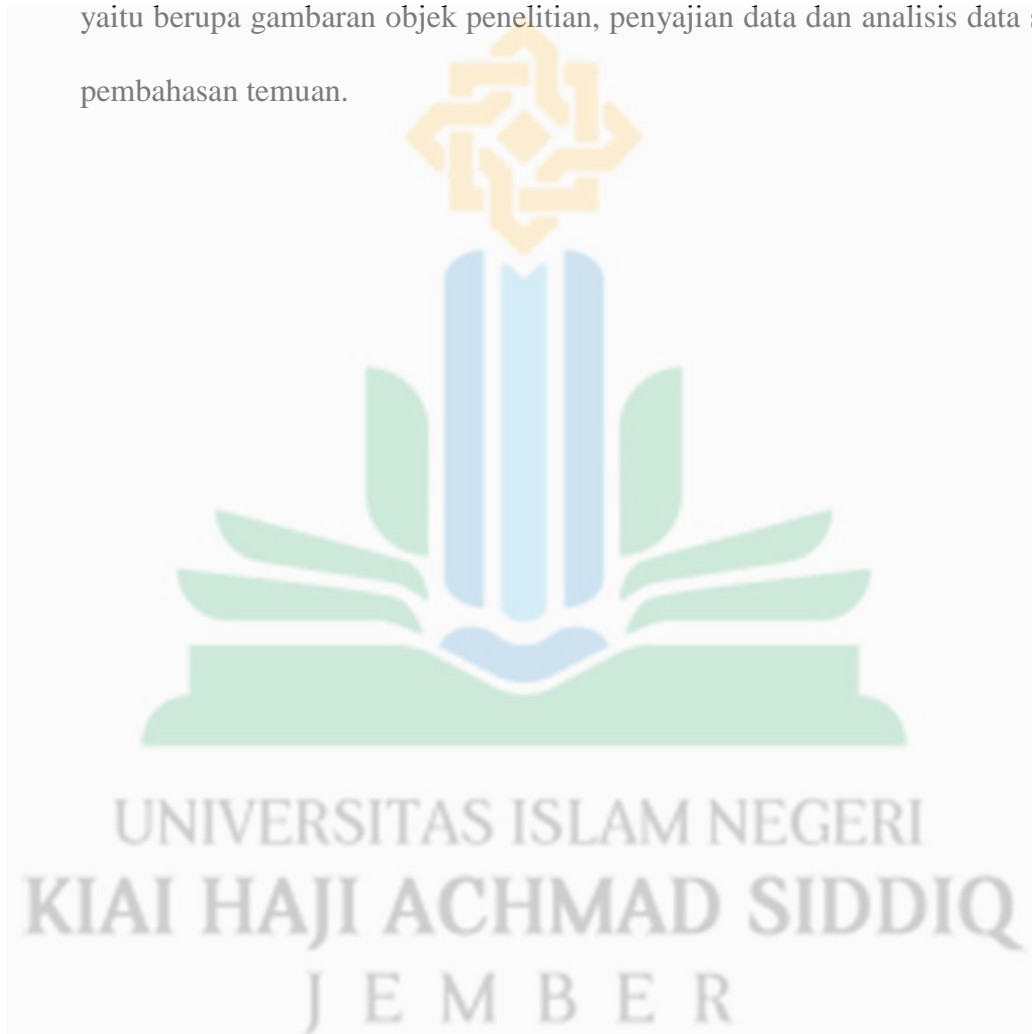 yaitu berupa gambaran objek penelitian, penyajian data dan analisis data
pembahasan temuan.
UNIVERSITAS ISLAM NEGERI
KIAI HAJI ACHMAD SIDDIQ
JEMBER